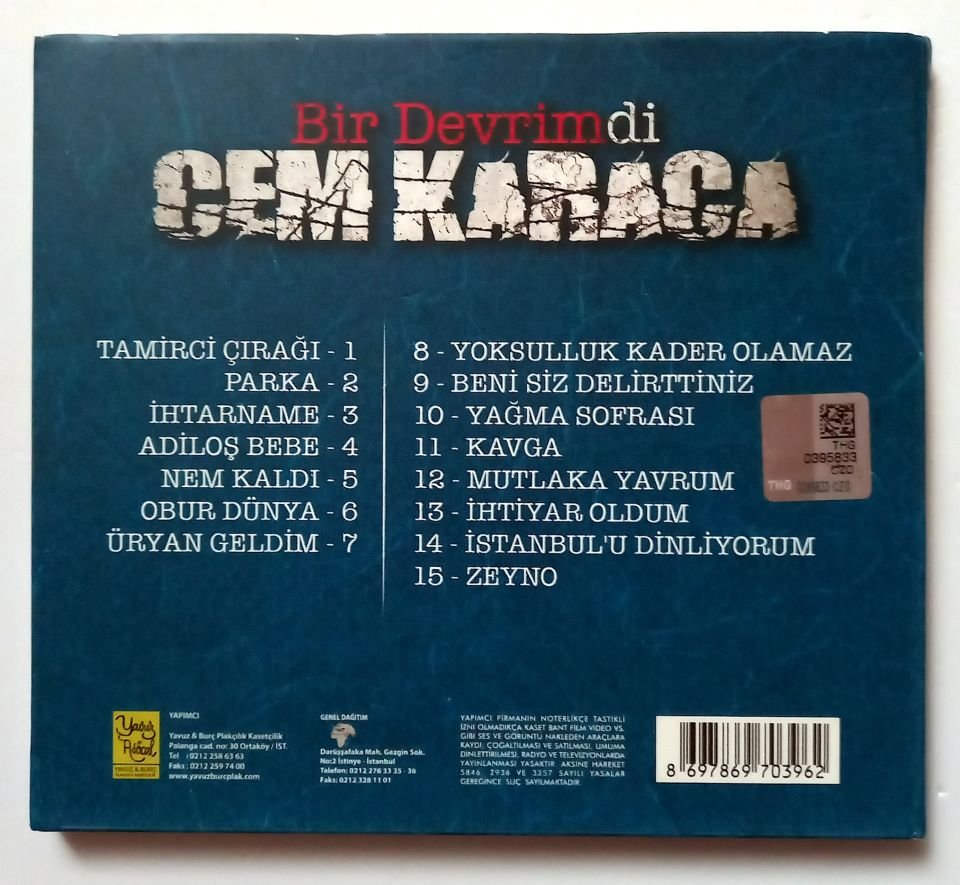 Bir Devrimdi
CEM KARACA
TAMİRCİ ÇIRAĞI - 1
PARKA - 2
İHTARNAME - 3
ADİLOŞ BEBE - 4
NEM KALDI - 5
OBUR DÜNYA - 6
ÜRYAN GELDİM - 7
8 - YOKSULLUK KADER OLAMAZ
9 - BENİ SİZ DELİRTTİNİZ
10 - YAĞMA SOFRASI
11 - KAVGA
12 - MUTLAKA YAVRUM
13 - İHTİYAR OLDUM
14 - İSTANBUL'U DİNLİYORUM
15 - ZEYNO
THG
0395833
CZO
THG 0395833 CZO
Yavuz
Asöcal
YAVUZ & BURÇ
YAPIMCI
Yavuz & Burç Plakçılık Kasetçilik
Palanga cad. no: 30 Ortaköy / İST.
Tel : 0212 258 63 63
Faks : 0212 259 74 00
www.yavuzburcplak.com
GENEL DAĞITIM
Darüşşafaka Mah. Gezgin Sok.
No:2 İstinye - İstanbul
Telefon: 0212 276 33 35 - 36
Faks: 0212 328 11 01
YAPIMCI FİRMANIN NOTERLİKÇE TASTİKLİ
İZNİ OLMADIKÇA KASET BANT FİLM VİDEO VS.
GİBİ SES VE GÖRÜNTÜ NAKLEDEN ARAÇLARA
KAYDI, ÇOĞALTILMASI VE SATILMASI, UMUMA
DİNLETTİRİLMESİ, RADYO VE TELEVİZYONLARDA
YAYINLANMASI YASAKTIR. AKSİNE HAREKET
5846, 2936 VE 3257 SAYILI YASALAR
GEREĞİNCE SUÇ SAYILMAKTADIR
8 697869 703962